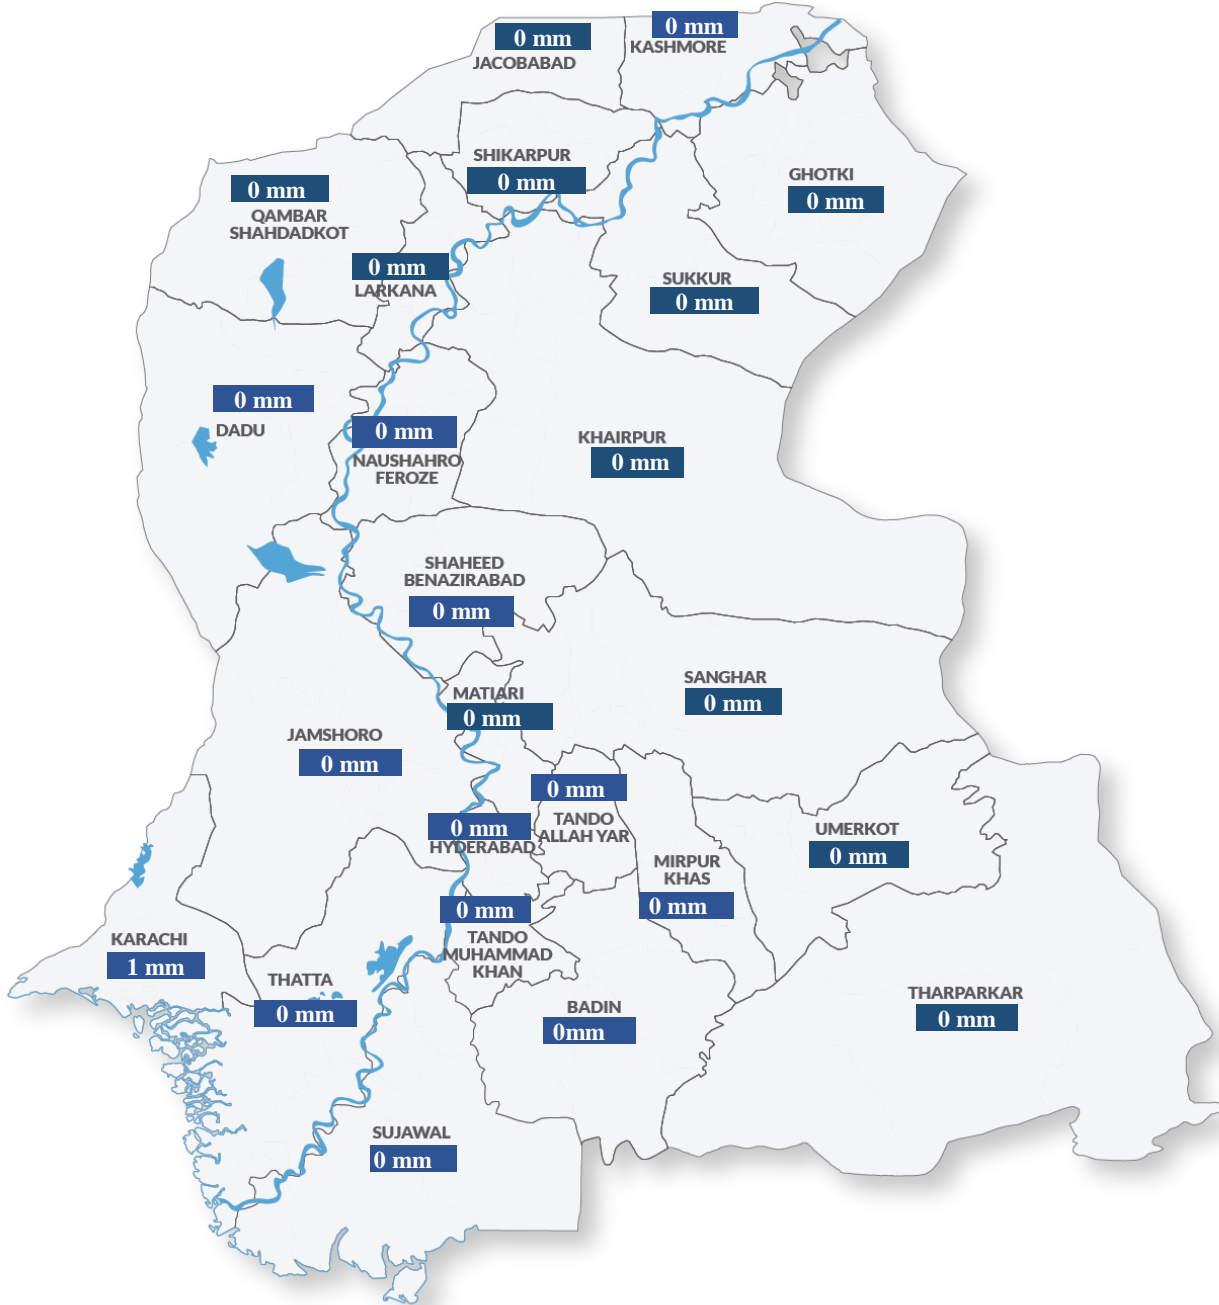 0 mm
KASHMORE
0 mm
JACOBABAD
SHIKARPUR
0 mm
GHOTKI
0 mm
0 mm
QAMBAR
SHAHDADKOT
0 mm
LARKANA
SUKKUR
0 mm
0 mm
DADU
0 mm
NAUSHAHRO
FEROZE
KHAIRPUR
0 mm
SHAHEED
BENAZIRABAD
0 mm
SANGHAR
0 mm
MATIARI
0 mm
JAMSHORO
0 mm
0 mm
TANDO
ALLAH YAR
0 mm
HYDERABAD
UMERKOT
0 mm
MIRPUR
KHAS
0 mm
0 mm
TANDO
MUHAMMAD
KHAN
KARACHI
1 mm
THATTA
0 mm
BADIN
0mm
THARPARKAR
0 mm
SUJAWAL
0 mm